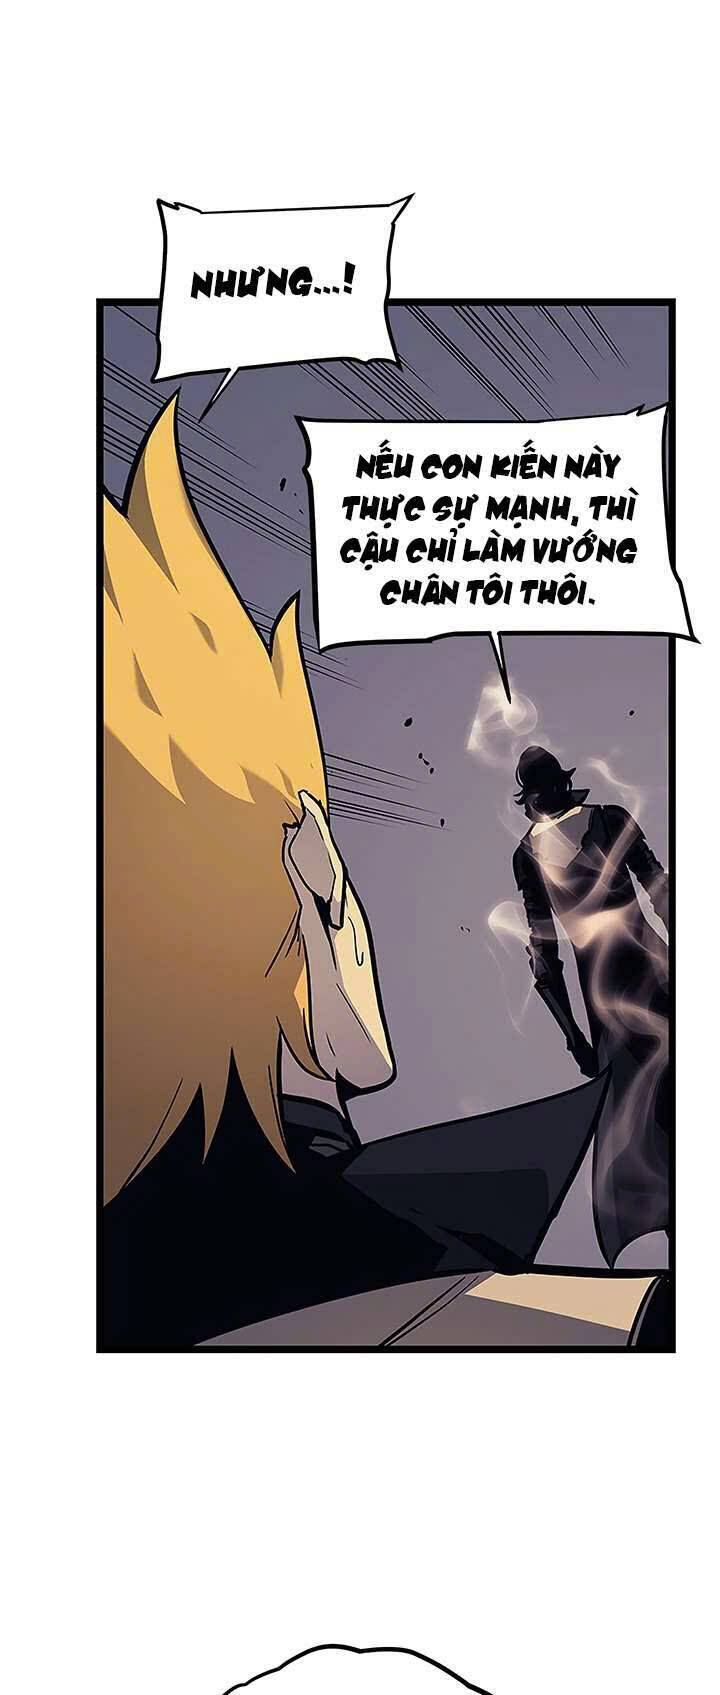 NHƯNG...!
NẾU CON KIẾN NÀY
THỰC SỰ MẠNH, THÌ
CẬU CHỈ LÀM VƯỚNG
CHÂN TÔI THÔI.